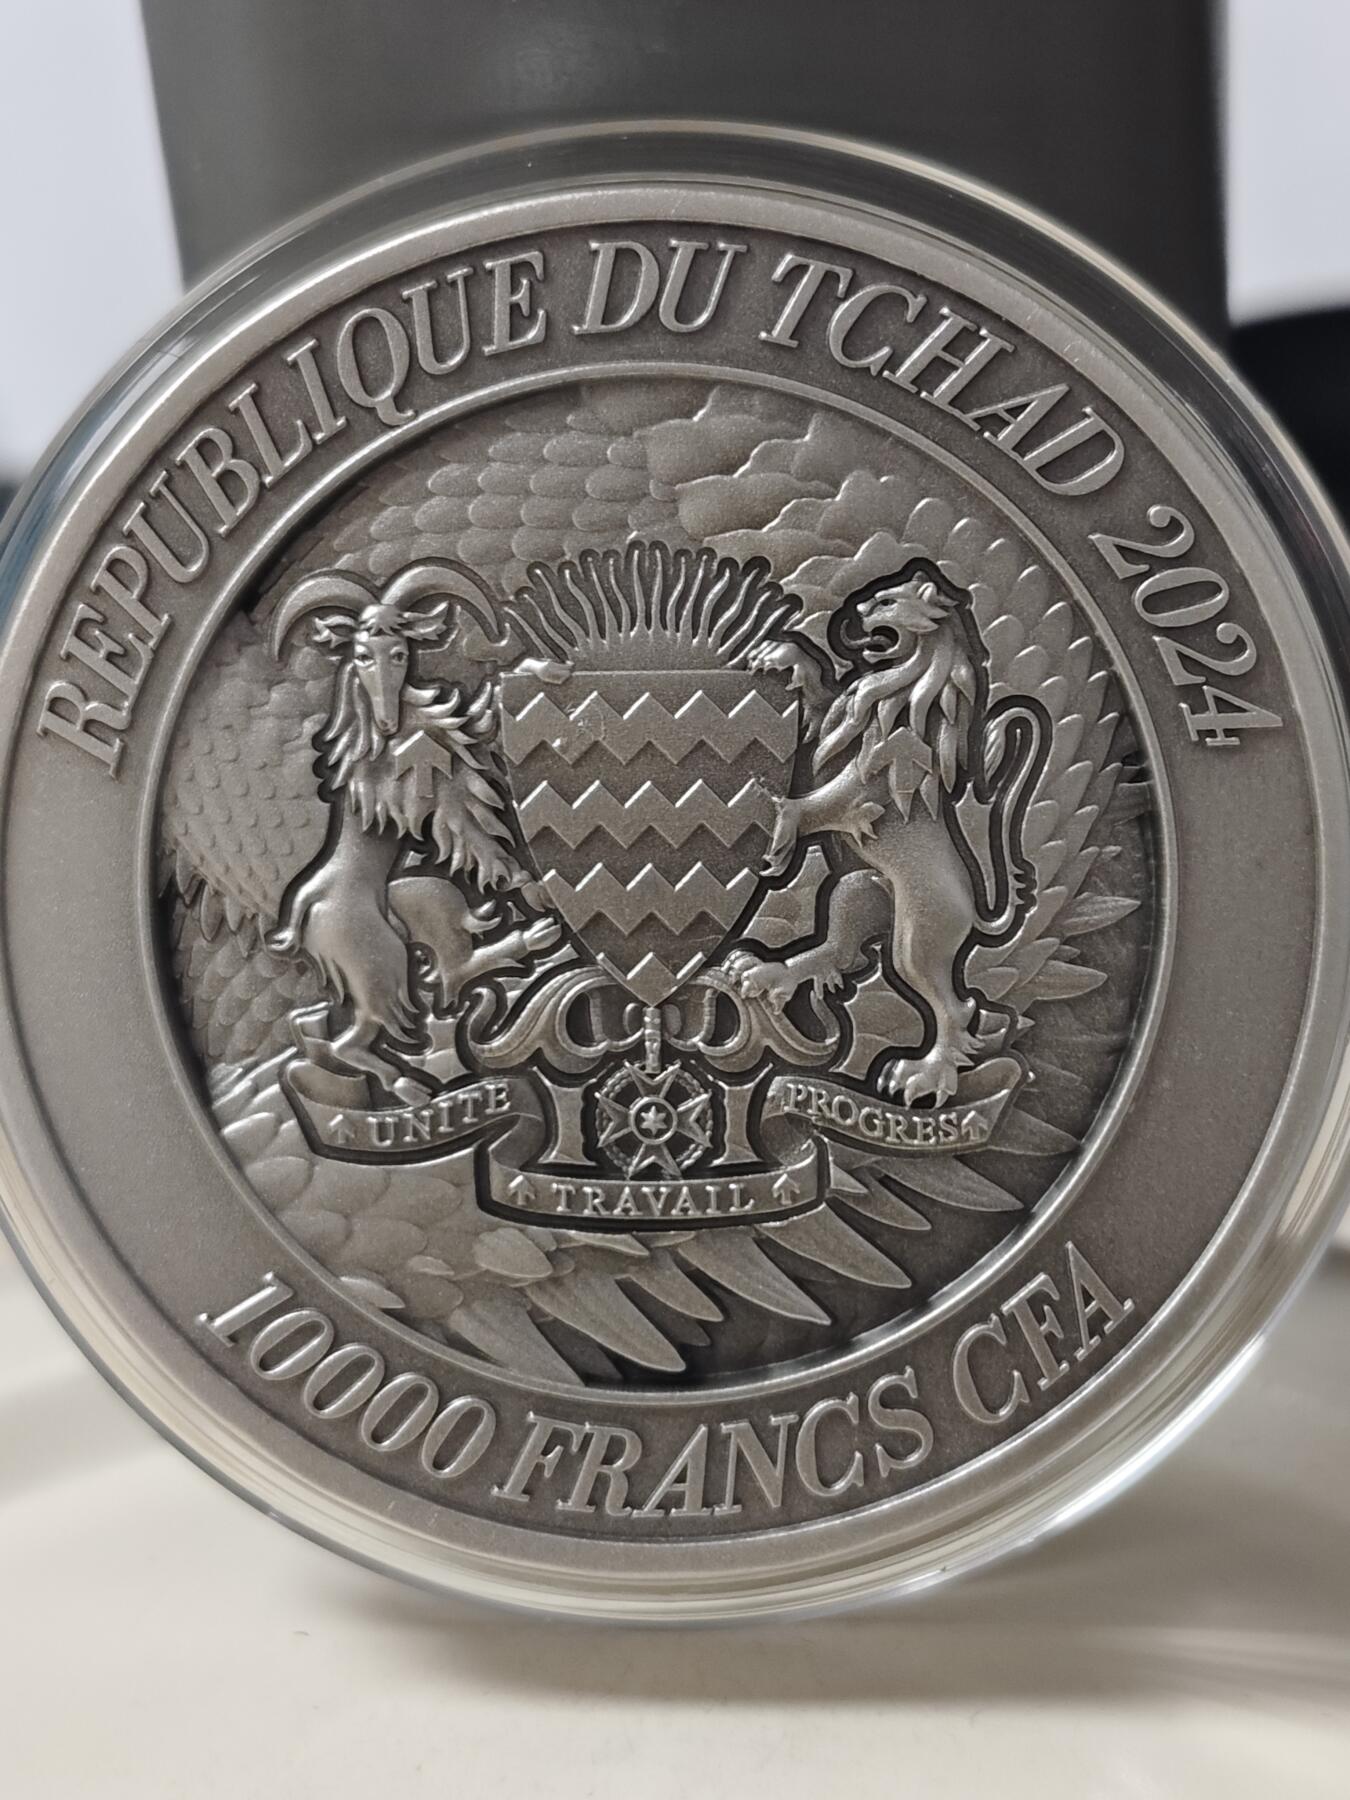 REPUBLIQUE DU TCHAD 2024
UNITE
PROGRES
TRAVAIL
10000 FRANCS CFA